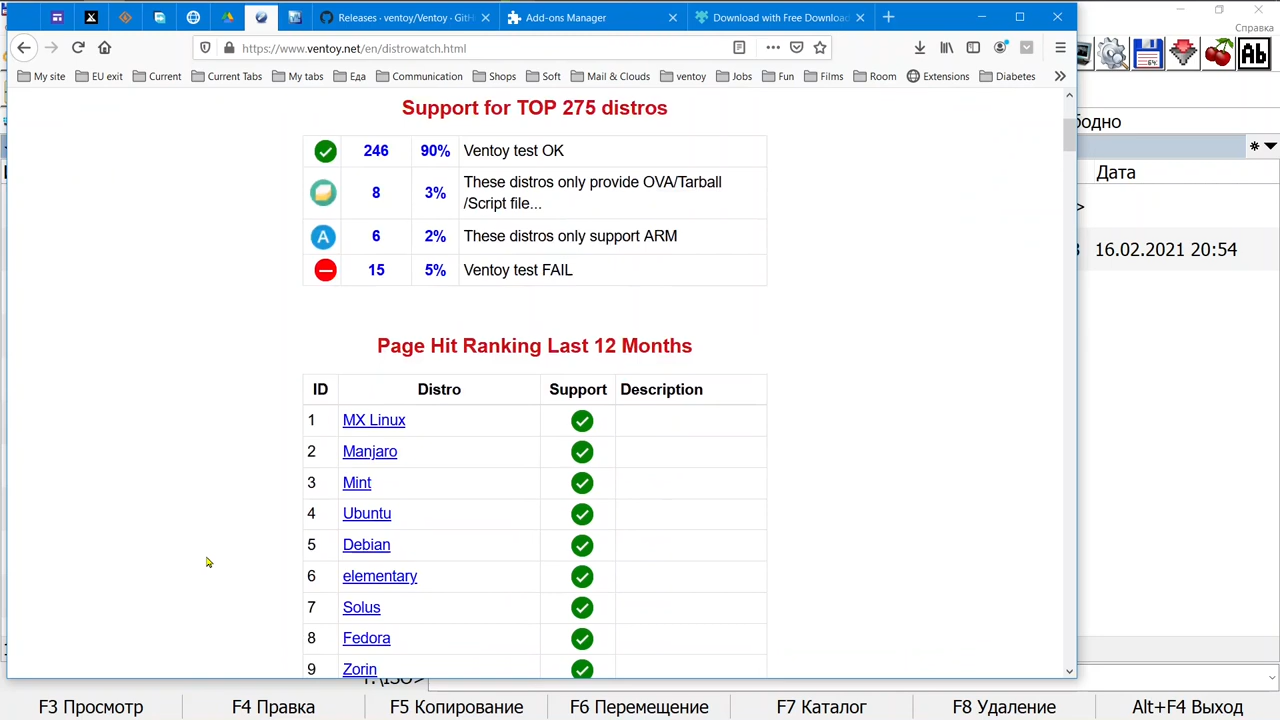 Releases · ventoy/Ventoy · GitH
Add-ons Manager
Download with Free Downloa
Справка
https://www.ventoy.net/en/distrowatch.html
My site
EU exit
Current
Current Tabs
My tabs
Еда
Communication
Shops
Soft
Mail & Clouds
ventoy
Jobs
Fun
Films
Room
Extensions
Diabetes
64
Ab
Support for TOP 275 distros
бодно
246 90% Ventoy test OK
Дата
8 3% These distros only provide OVA/Tarball
/Script file...
>
A 6 2% These distros only support ARM
3 16.02.2021 20:54
15 5% Ventoy test FAIL
Page Hit Ranking Last 12 Months
ID Distro Support Description
1 MX Linux
2 Manjaro
3 Mint
4 Ubuntu
5 Debian
6 elementary
7 Solus
8 Fedora
9 Zorin
F3 Просмотр
F4 Правка
F5 Копирование
F6 Перемещение
F7 Каталог
F8 Удаление
Alt+F4 Выход